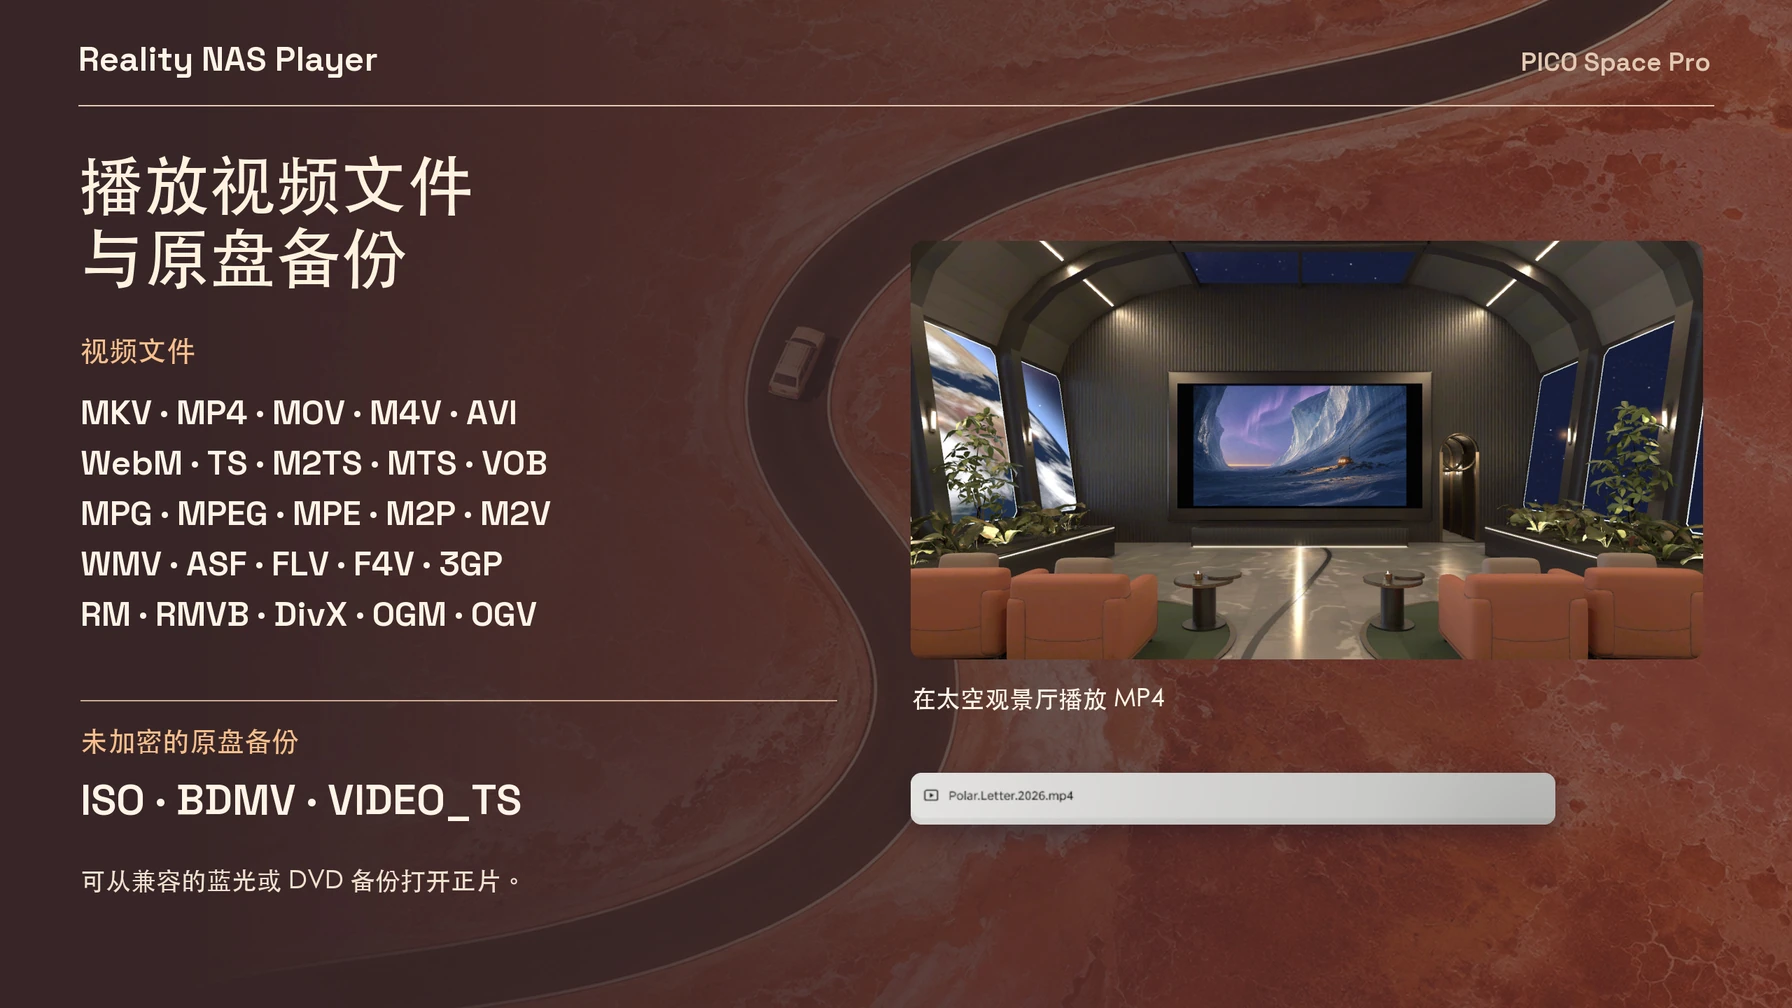 Reality NAS Player
PICO Space Pro
播放视频文件
与原盘备份
视频文件
MKV · MP4 · MOV · M4V · AVI
WebM · TS · M2TS · MTS · VOB
MPG · MPEG · MPE · M2P · M2V
WMV · ASF · FLV · F4V · 3GP
RM · RMVB · DivX · OGM · OGV
未加密的原盘备份
ISO · BDMV · VIDEO_TS
可从兼容的蓝光或 DVD 备份打开正片。
在太空观景厅播放 MP4
Polar.Letter.2026.mp4